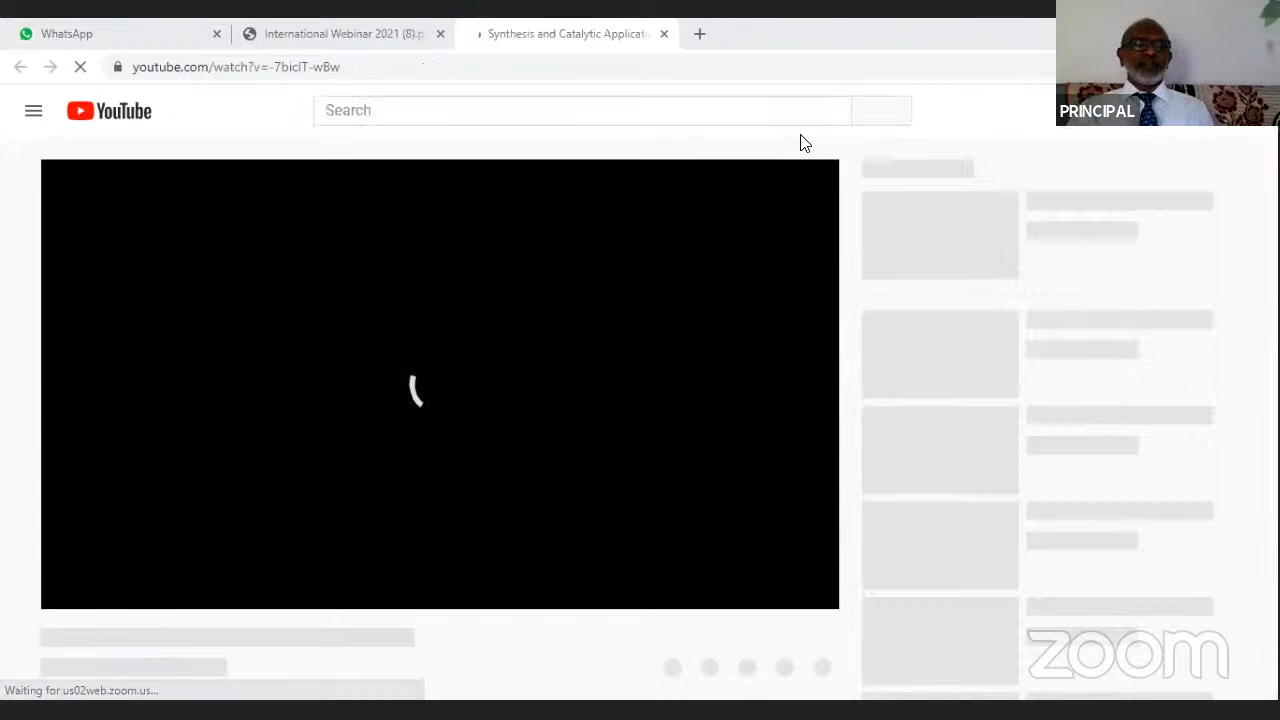 WhatsApp
International Webinar 2021 (8).p
Synthesis and Catalytic Applicati
youtube.com/watch?v=-7bicIT-wBw
YouTube
Search
PRINCIPAL
zoom
Waiting for us02web.zoom.us...